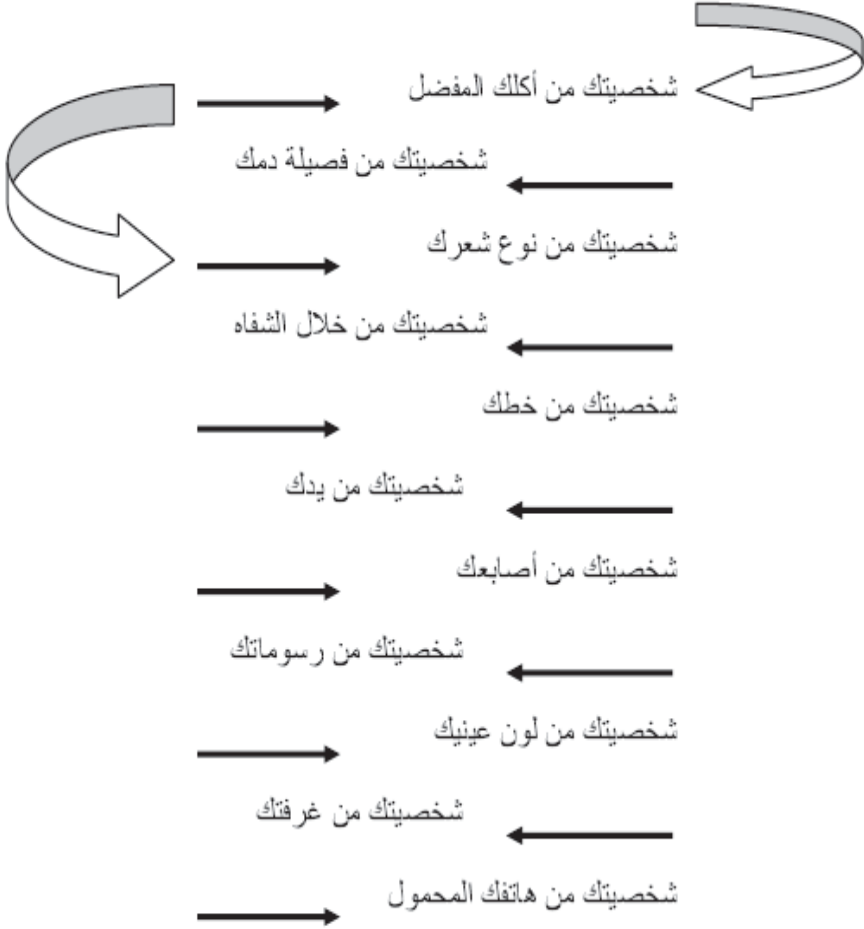 شخصيتك من أكلك المفضل
شخصيتك من فصيلة دمك
شخصيتك من نوع شعرك
شخصيتك من خلال الشفاه
شخصيتك من خطك
شخصيتك من يدك
شخصيتك من أصابعك
شخصيتك من رسوماتك
شخصيتك من لون عينيك
شخصيتك من غرفتك
شخصيتك من هاتفك المحمول